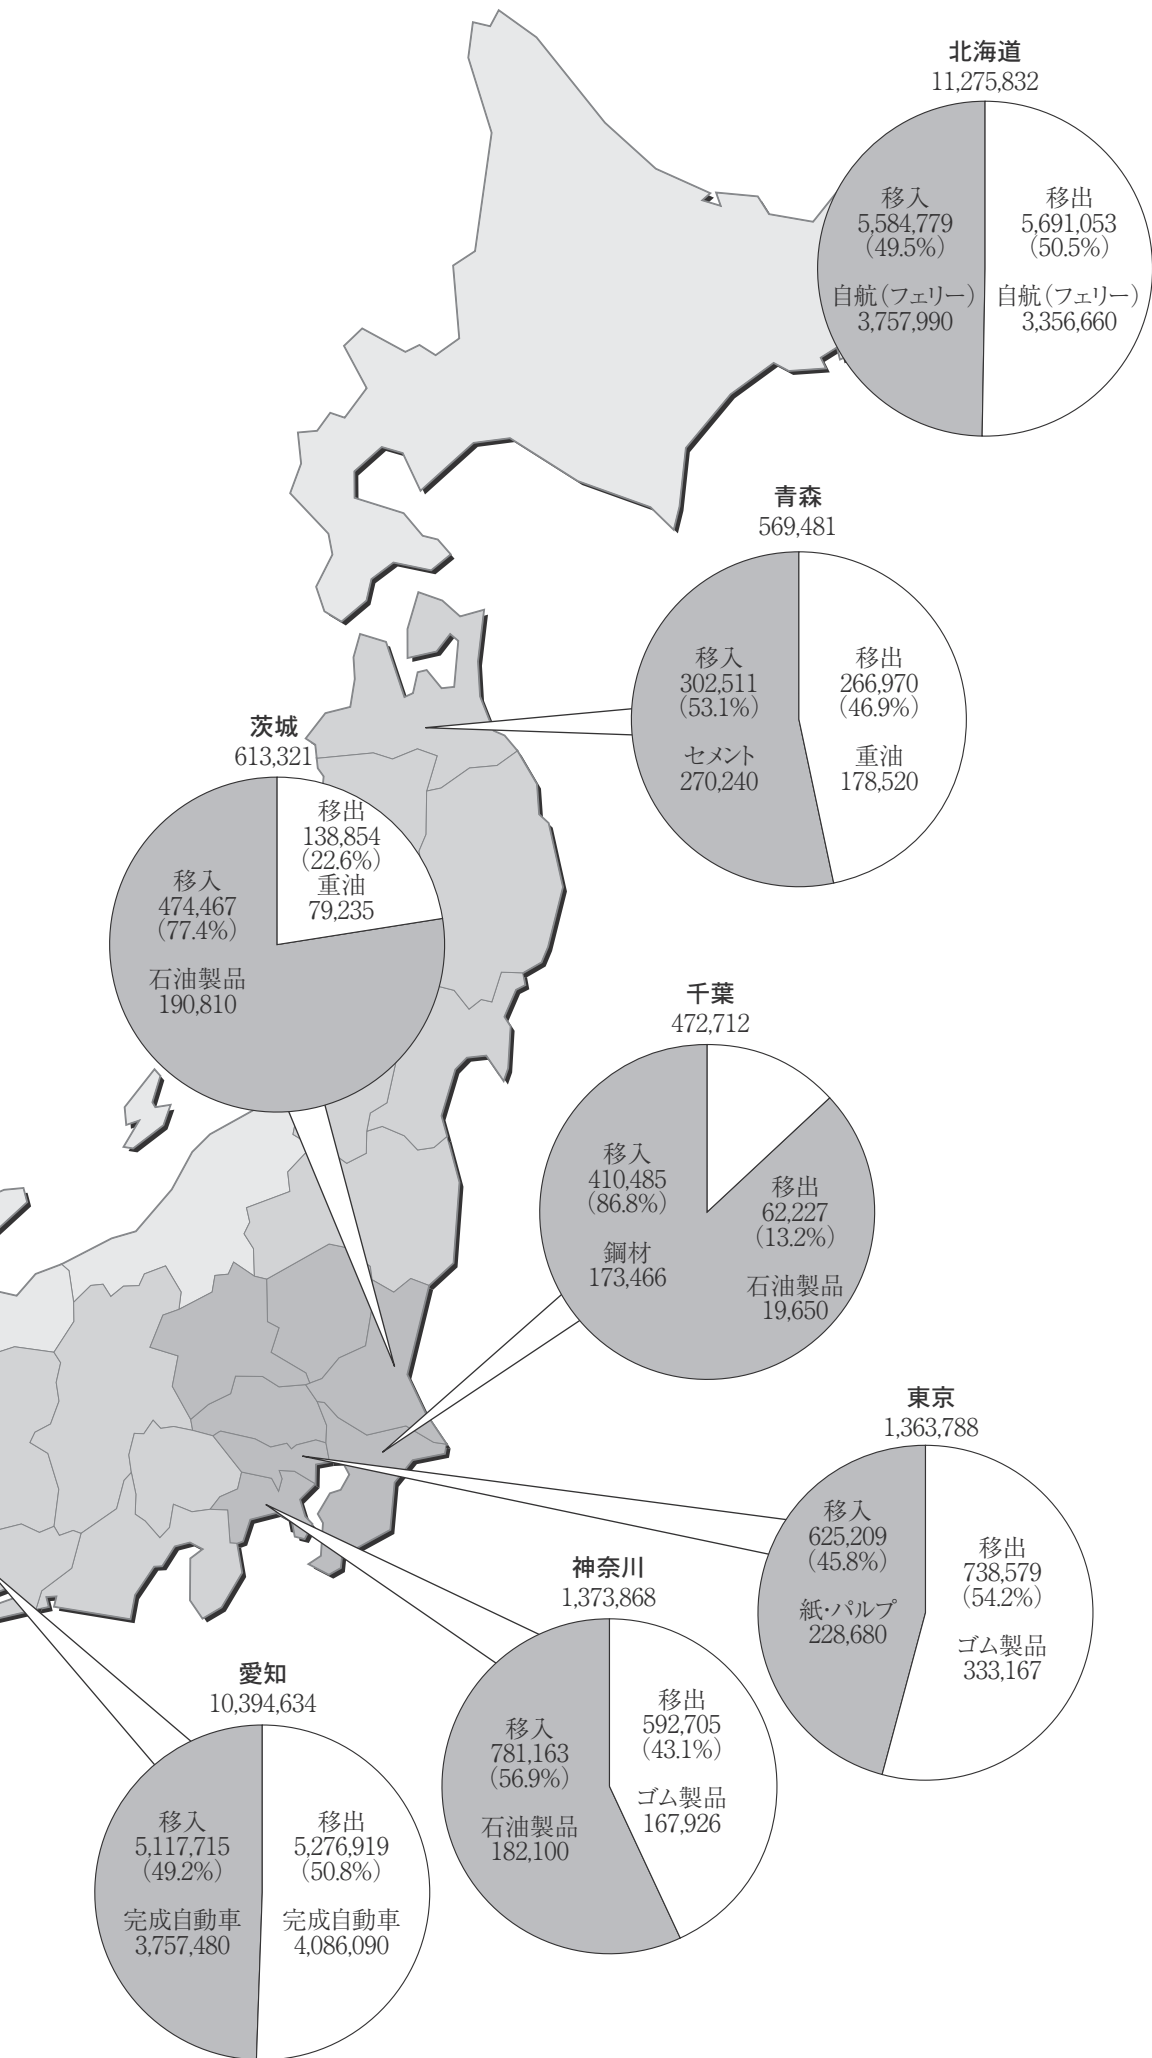 北海道
11,275,832
移入
5,584,779
(49.5%)
自航(フェリー)
3,757,990
移出
5,691,053
(50.5%)
自航(フェリー)
3,356,660
青森
569,481
移入
302,511
(53.1%)
セメント
270,240
移出
266,970
(46.9%)
重油
178,520
茨城
613,321
移入
474,467
(77.4%)
石油製品
190,810
移出
138,854
(22.6%)
重油
79,235
千葉
472,712
移入
410,485
(86.8%)
鋼材
173,466
移出
62,227
(13.2%)
石油製品
19,650
東京
1,363,788
移入
625,209
(45.8%)
紙・パルプ
228,680
移出
738,579
(54.2%)
ゴム製品
333,167
神奈川
1,373,868
移入
781,163
(56.9%)
石油製品
182,100
移出
592,705
(43.1%)
ゴム製品
167,926
愛知
10,394,634
移入
5,117,715
(49.2%)
完成自動車
3,757,480
移出
5,276,919
(50.8%)
完成自動車
4,086,090